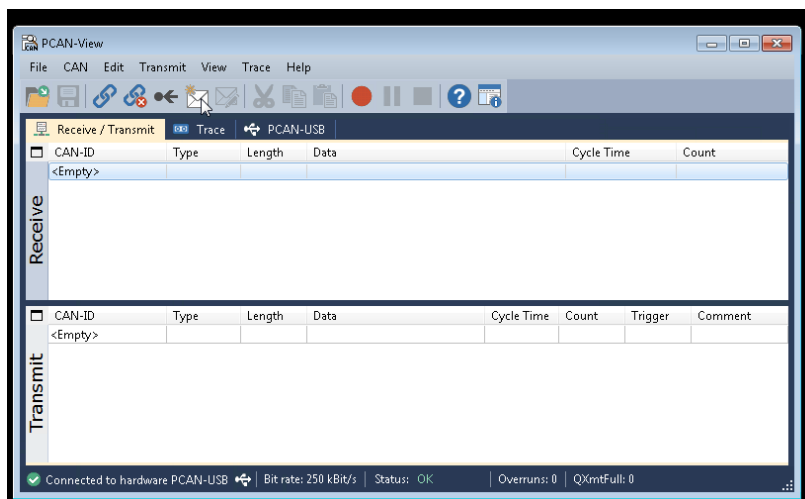 PCAN-View
File CAN Edit Transmit View Trace Help
Receive / Transmit Trace PCAN-USB
CAN-ID Type Length Data Cycle Time Count
<Empty>
Receive
CAN-ID Type Length Data Cycle Time Count Trigger Comment
<Empty>
Transmit
Connected to hardware PCAN-USB Bit rate: 250 kBit/s Status: OK Overruns: 0 QXmtFull: 0